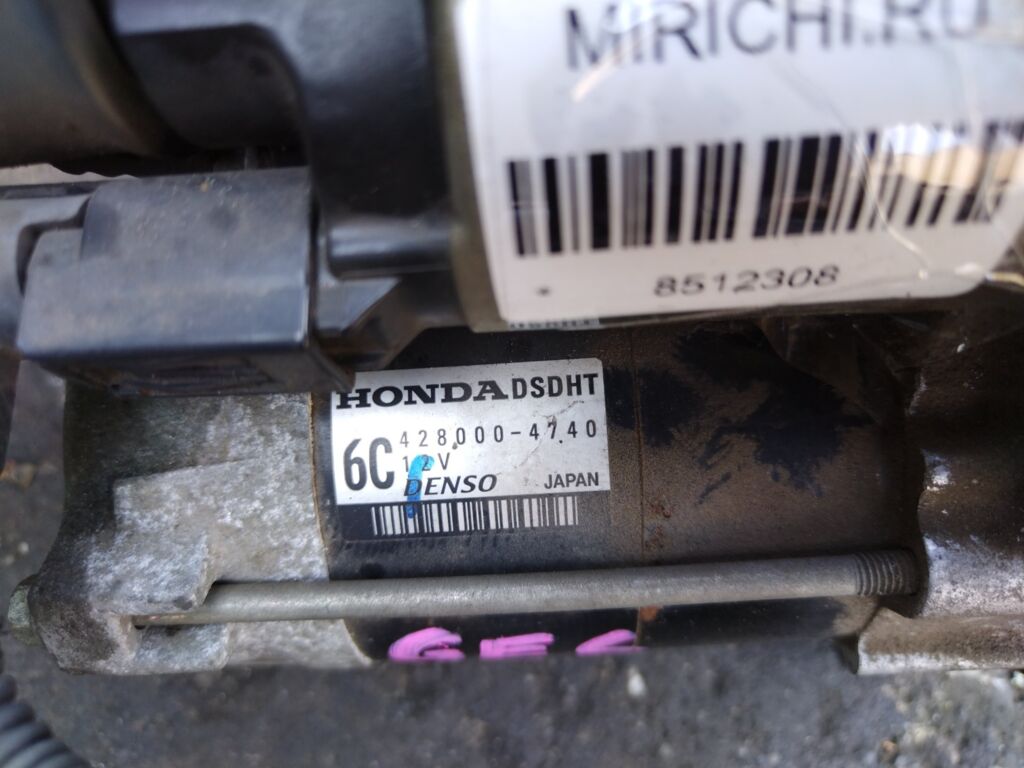 MIRICHI.RU
8512308
HONDA DSDHT
6C 428000-4740
12V
DENSO JAPAN